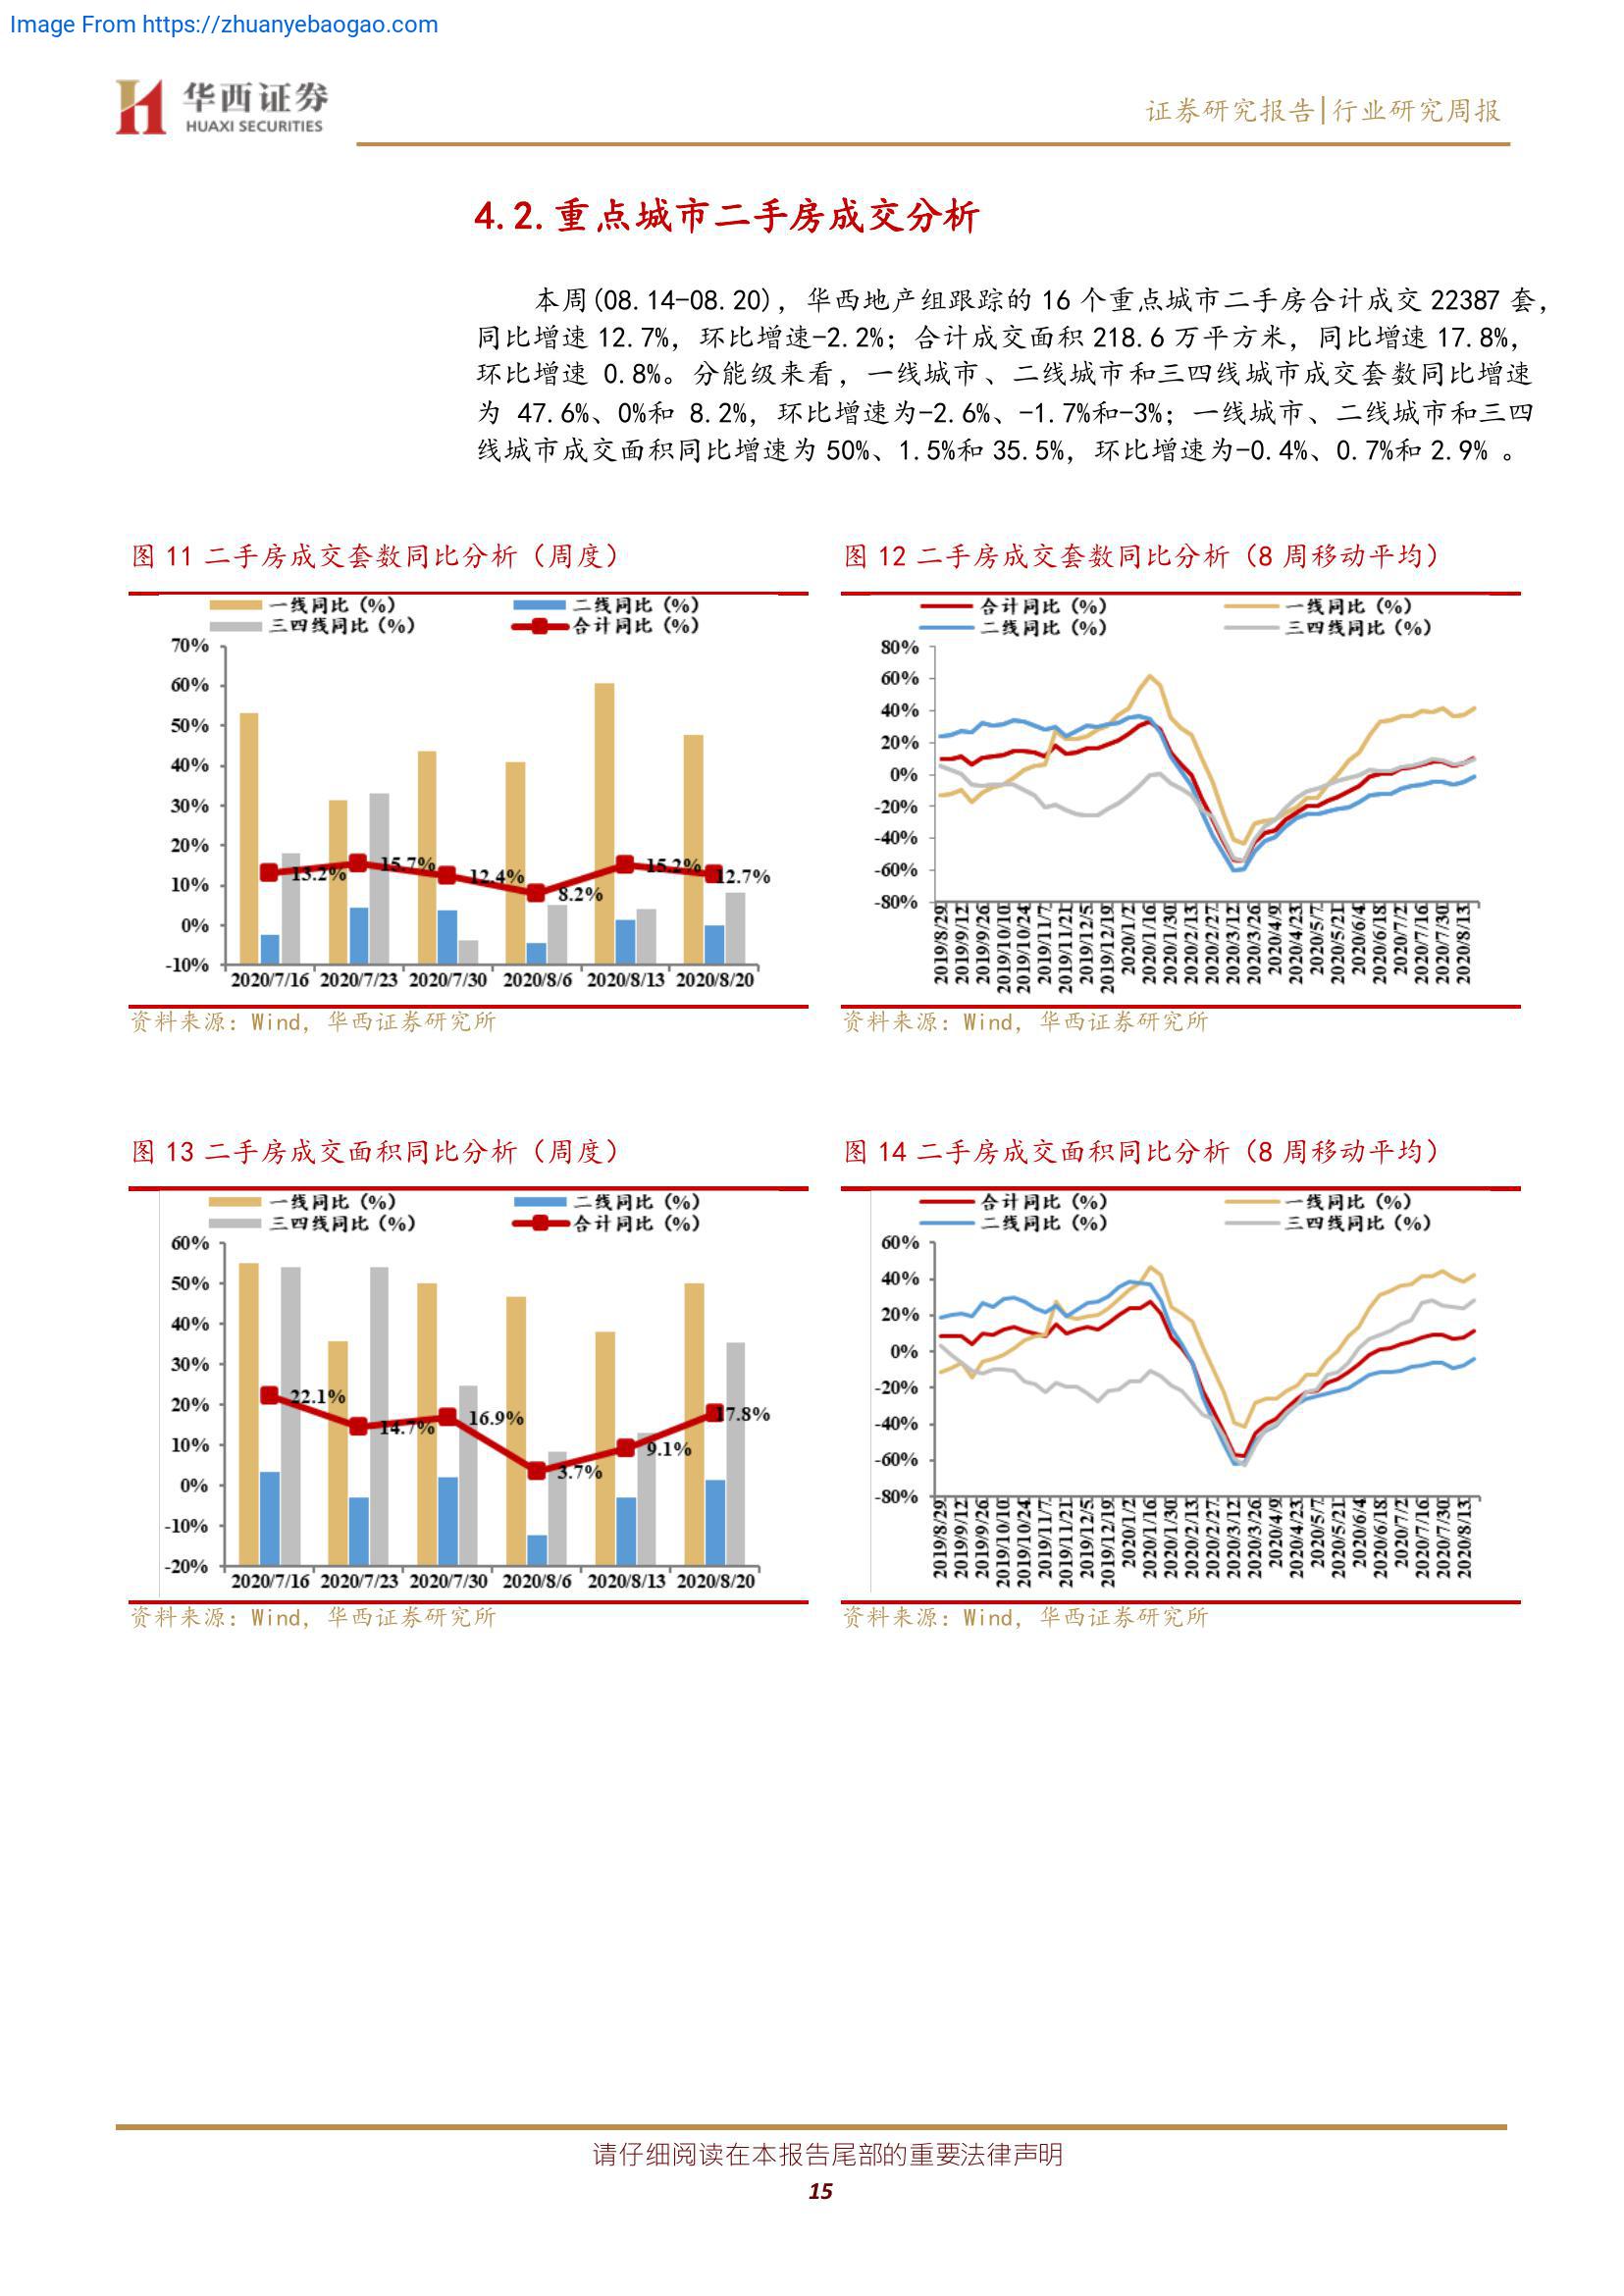 Image From https://zhuanyebaogao.com
华西证券
HUAXI SECURITIES
证券研究报告|行业研究周报
4.2.重点城市二手房成交分析
本周(08.14-08.20)，华西地产组跟踪的 16 个重点城市二手房合计成交 22387 套，
同比增速 12.7%，环比增速-2.2%；合计成交面积 218.6 万平方米，同比增速 17.8%，
环比增速 0.8%。分能级来看，一线城市、二线城市和三四线城市成交套数同比增速
为 47.6%、0%和 8.2%，环比增速为-2.6%、-1.7%和-3%；一线城市、二线城市和三四
线城市成交面积同比增速为 50%、1.5%和 35.5%，环比增速为-0.4%、0.7%和 2.9% 。
图 11 二手房成交套数同比分析（周度）
一线同比（%） 二线同比（%）
三四线同比（%） 合计同比（%）
70%
60%
50%
40%
30%
20%
10%
0%
-10%
13.2% 15.7% 12.4% 8.2% 15.2% 12.7%
2020/7/16 2020/7/23 2020/7/30 2020/8/6 2020/8/13 2020/8/20
资料来源：Wind，华西证券研究所
图 12 二手房成交套数同比分析（8 周移动平均）
合计同比（%） 一线同比（%）
二线同比（%） 三四线同比（%）
80%
60%
40%
20%
0%
-20%
-40%
-60%
-80%
2019/8/29 2019/9/12 2019/9/26 2019/10/10 2019/10/24 2019/11/7 2019/11/21 2019/12/5 2019/12/19 2020/1/2 2020/1/16 2020/1/30 2020/2/13 2020/2/27 2020/3/12 2020/3/26 2020/4/9 2020/4/23 2020/5/7 2020/5/21 2020/6/4 2020/6/18 2020/7/2 2020/7/16 2020/7/30 2020/8/13
资料来源：Wind，华西证券研究所
图 13 二手房成交面积同比分析（周度）
一线同比（%） 二线同比（%）
三四线同比（%） 合计同比（%）
60%
50%
40%
30%
20%
10%
0%
-10%
-20%
22.1% 14.7% 16.9% 3.7% 9.1% 17.8%
2020/7/16 2020/7/23 2020/7/30 2020/8/6 2020/8/13 2020/8/20
资料来源：Wind，华西证券研究所
图 14 二手房成交面积同比分析（8 周移动平均）
合计同比（%） 一线同比（%）
二线同比（%） 三四线同比（%）
60%
40%
20%
0%
-20%
-40%
-60%
-80%
2019/8/29 2019/9/12 2019/9/26 2019/10/10 2019/10/24 2019/11/7 2019/11/21 2019/12/5 2019/12/19 2020/1/2 2020/1/16 2020/1/30 2020/2/13 2020/2/27 2020/3/12 2020/3/26 2020/4/9 2020/4/23 2020/5/7 2020/5/21 2020/6/4 2020/6/18 2020/7/2 2020/7/16 2020/7/30 2020/8/13
资料来源：Wind，华西证券研究所
请仔细阅读在本报告尾部的重要法律声明
15